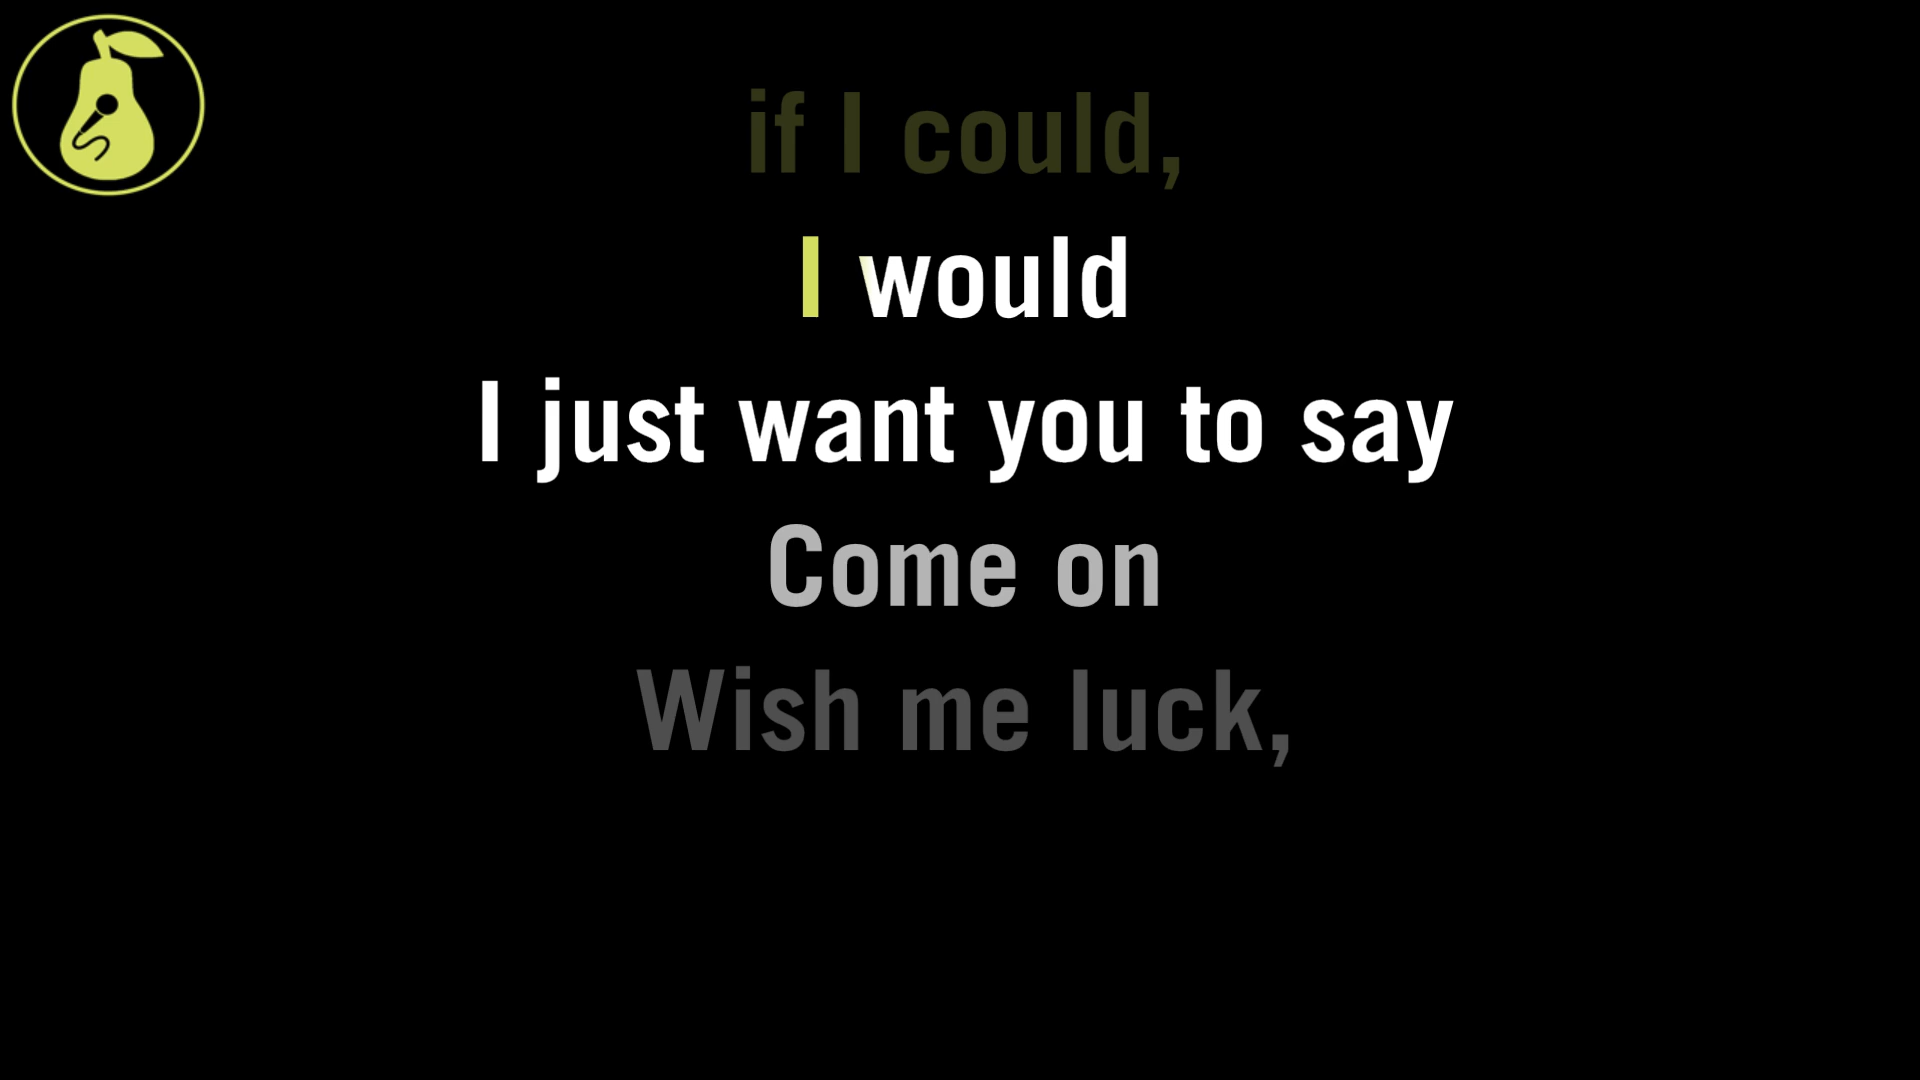 if I could,
I would
I just want you to say
Come on
Wish me luck,